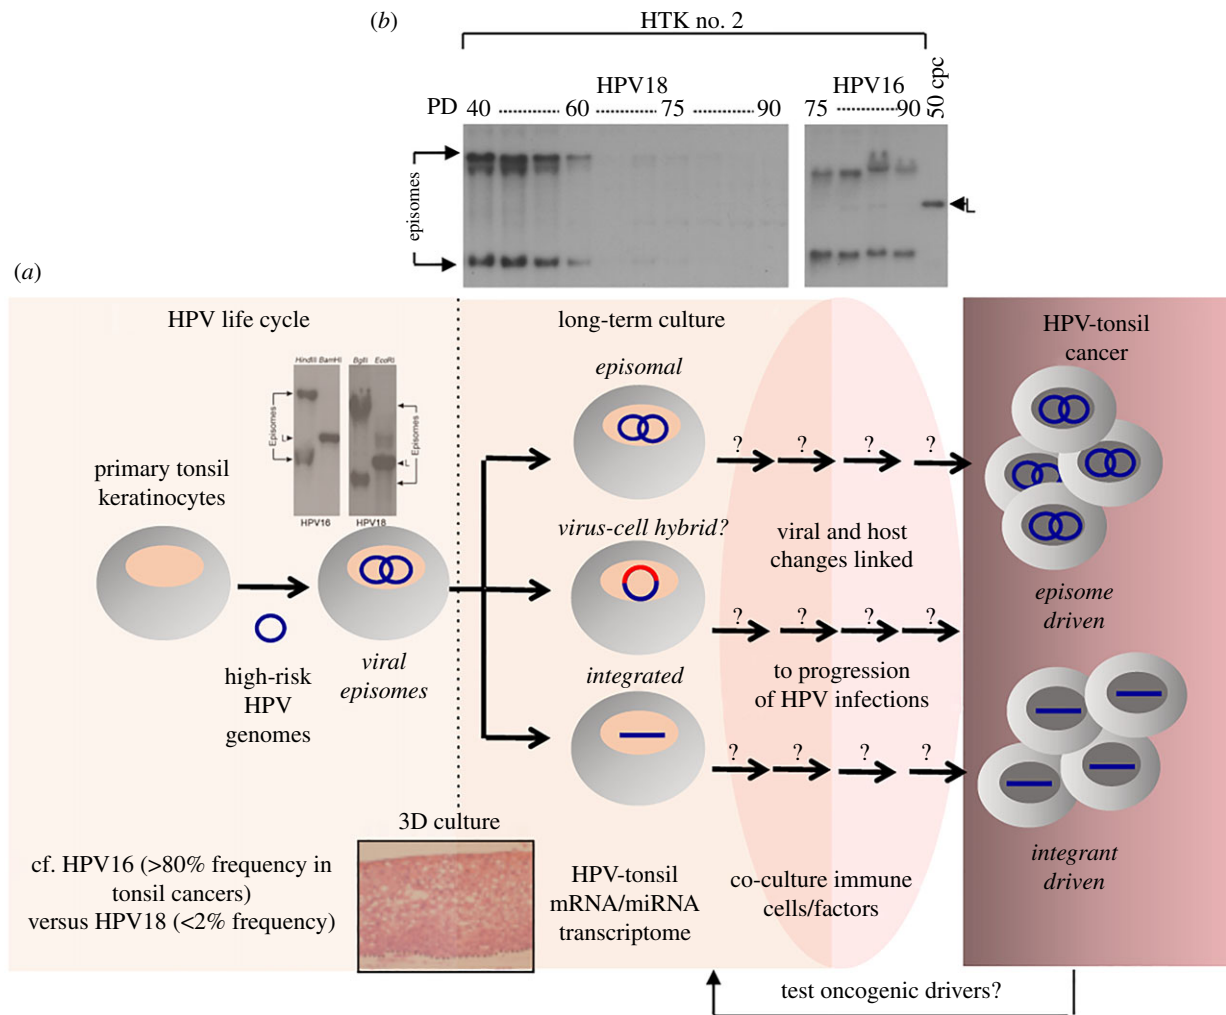 (b)
HTK no. 2
HPV18
HPV16
50 cpc
PD 40 60 75 90
75 90
episomes
L
(a)
HPV life cycle
long-term culture
HPV-tonsil
cancer
HindIII BamHI
BglII EcoRI
Episomes
L
Episomes
L
HPV16
HPV18
primary tonsil
keratinocytes
high-risk
HPV
genomes
viral
episomes
episomal
? ? ? ?
virus-cell hybrid?
viral and host
changes linked
? ? ? ?
integrated
to progression
of HPV infections
? ? ? ?
episome
driven
integrant
driven
3D culture
cf. HPV16 (>80% frequency in
tonsil cancers)
versus HPV18 (<2% frequency)
HPV-tonsil
mRNA/miRNA
transcriptome
co-culture immune
cells/factors
test oncogenic drivers?